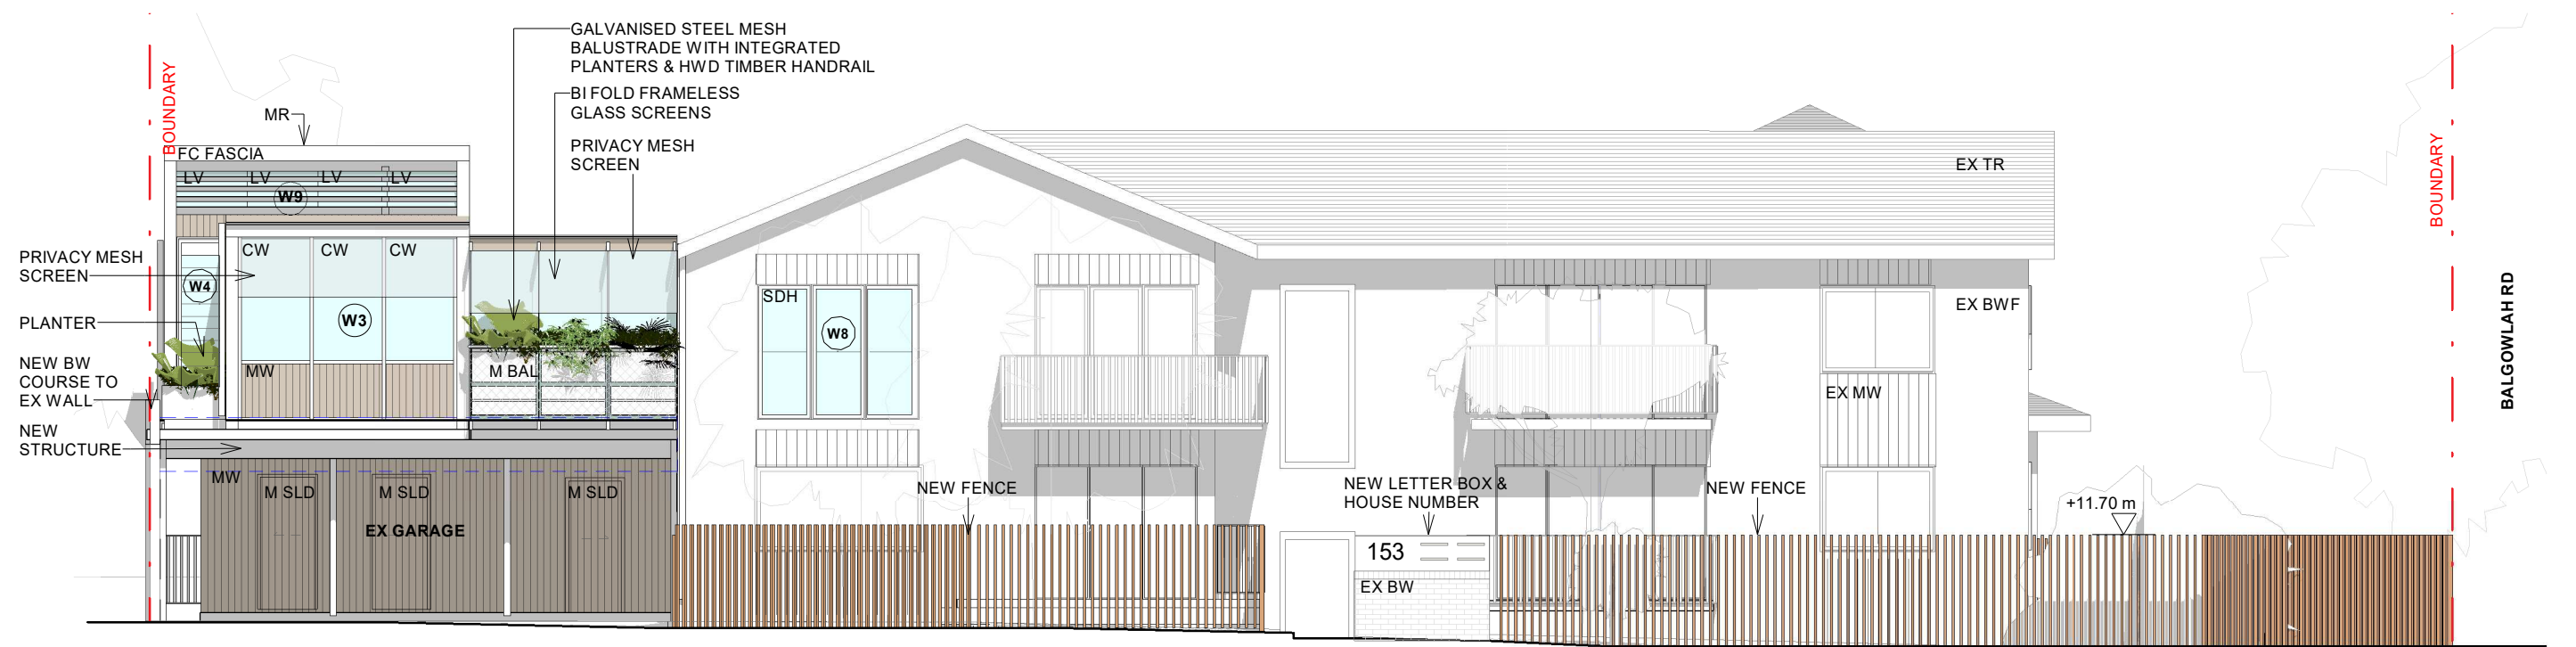 GALVANISED STEEL MESH
BALUSTRADE WITH INTEGRATED
PLANTERS & HWD TIMBER HANDRAIL
BI FOLD FRAMELESS
GLASS SCREENS
PRIVACY MESH
SCREEN
BOUNDARY
MR
FC FASCIA
LV LV LV LV
W9
EX TR
BOUNDARY
PRIVACY MESH
SCREEN
CW CW CW
W4
W3
PLANTER
SDH
W8
EX BWF
BALGOWLAH RD
NEW BW
COURSE TO
EX WALL
MW
M BAL
EX MW
NEW
STRUCTURE
MW
M SLD M SLD M SLD
EX GARAGE
NEW FENCE
NEW LETTER BOX &
HOUSE NUMBER
NEW FENCE
+11.70 m
153
EX BW